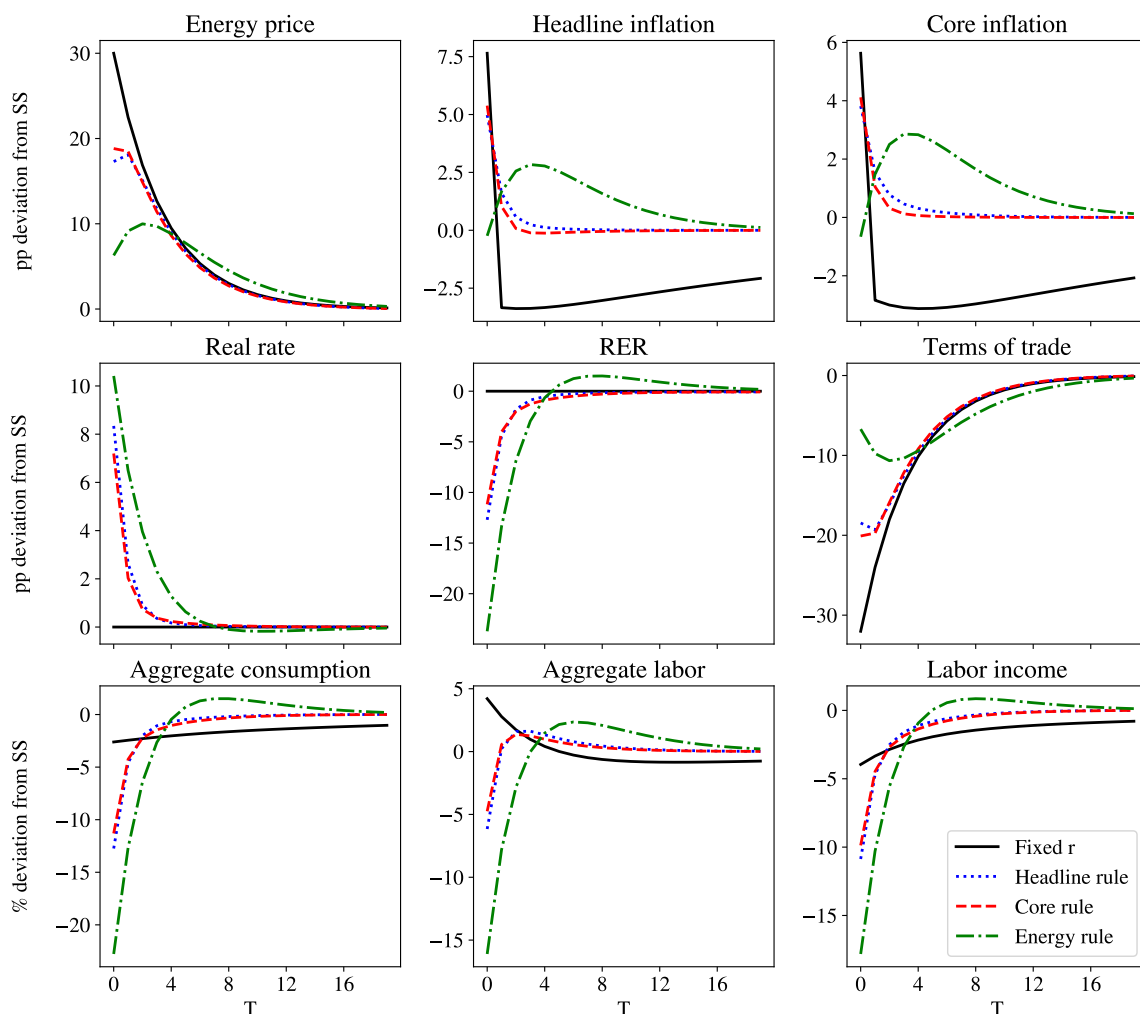 Energy price
Headline inflation
Core inflation
pp deviation from SS
30
20
10
0
7.5
5.0
2.5
0.0
−2.5
6
4
2
0
−2
Real rate
RER
Terms of trade
pp deviation from SS
10
8
6
4
2
0
0
−5
−10
−15
−20
0
−10
−20
−30
Aggregate consumption
Aggregate labor
Labor income
% deviation from SS
0
−5
−10
−15
−20
5
0
−5
−10
−15
0
−5
−10
−15
Fixed r
Headline rule
Core rule
Energy rule
0 4 8 12 16
0 4 8 12 16
0 4 8 12 16
T
T
T